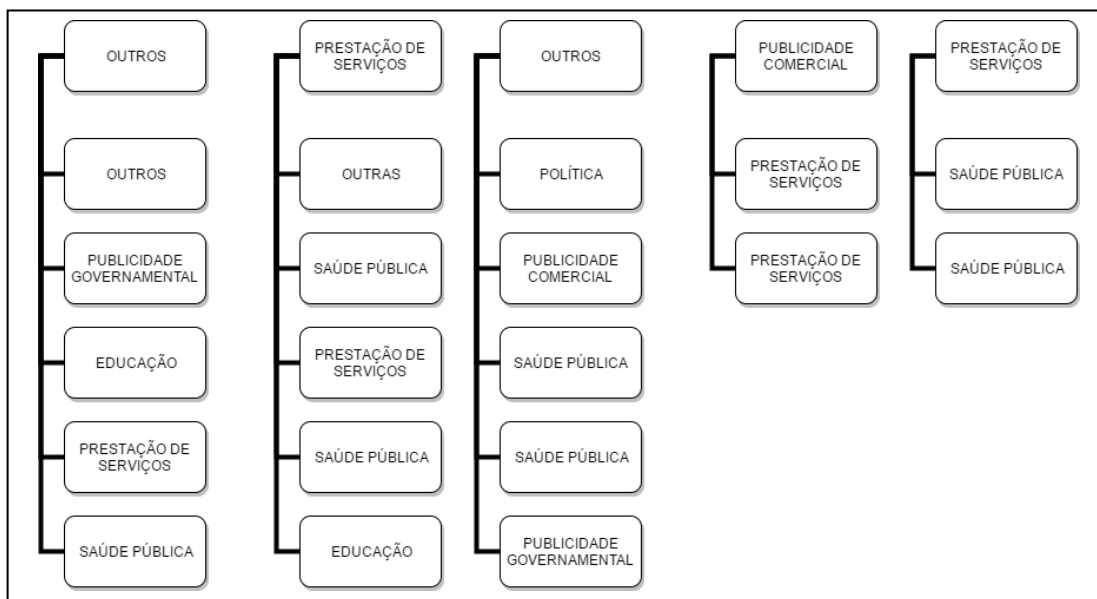 OUTROS
OUTROS
PUBLICIDADE
GOVERNAMENTAL
EDUCAÇÃO
PRESTAÇÃO DE
SERVIÇOS
SAÚDE PÚBLICA
PRESTAÇÃO DE
SERVIÇOS
OUTRAS
SAÚDE PÚBLICA
PRESTAÇÃO DE
SERVIÇOS
SAÚDE PÚBLICA
EDUCAÇÃO
OUTROS
POLÍTICA
PUBLICIDADE
COMERCIAL
SAÚDE PÚBLICA
SAÚDE PÚBLICA
PUBLICIDADE
GOVERNAMENTAL
PUBLICIDADE
COMERCIAL
PRESTAÇÃO DE
SERVIÇOS
PRESTAÇÃO DE
SERVIÇOS
PRESTAÇÃO DE
SERVIÇOS
SAÚDE PÚBLICA
SAÚDE PÚBLICA